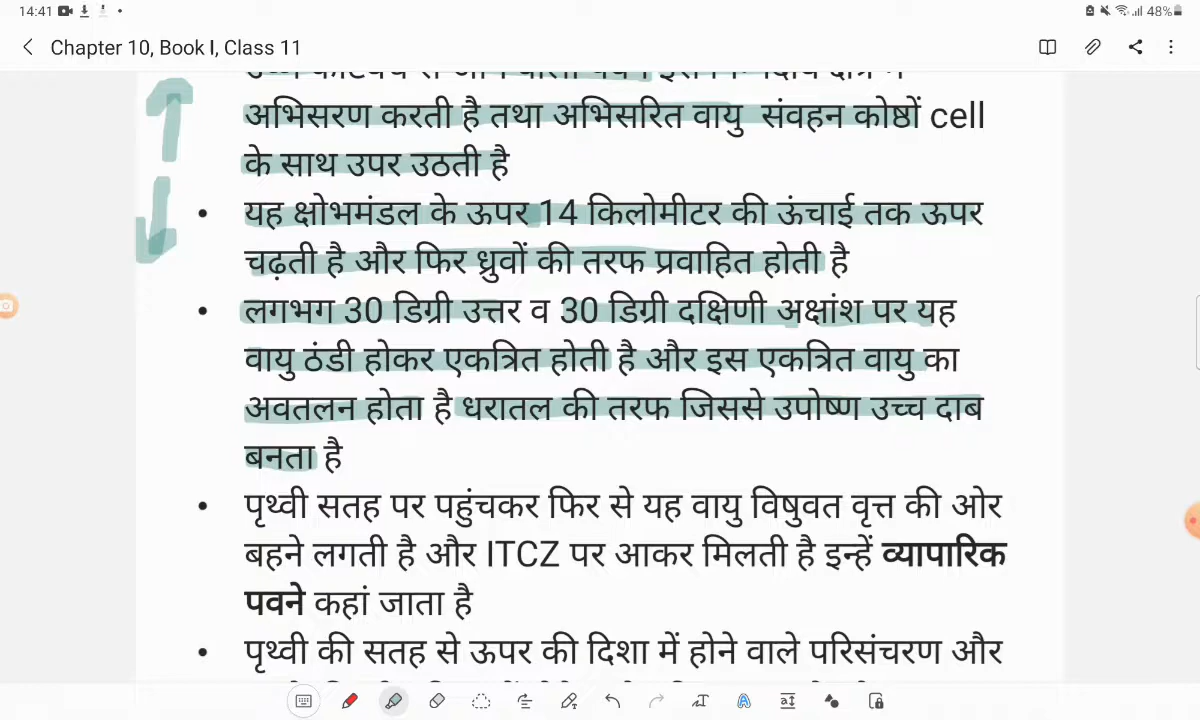 14:41
48%
Chapter 10, Book I, Class 11
अभिसरण करती है तथा अभिसरित वायु संवहन कोष्ठों cell
के साथ उपर उठती है
• यह क्षोभमंडल के ऊपर 14 किलोमीटर की ऊंचाई तक ऊपर
चढ़ती है और फिर ध्रुवों की तरफ प्रवाहित होती है
• लगभग 30 डिग्री उत्तर व 30 डिग्री दक्षिणी अक्षांश पर यह
वायु ठंडी होकर एकत्रित होती है और इस एकत्रित वायु का
अवतलन होता है धरातल की तरफ जिससे उपोष्ण उच्च दाब
बनता है
• पृथ्वी सतह पर पहुंचकर फिर से यह वायु विषुवत वृत्त की ओर
बहने लगती है और ITCZ पर आकर मिलती है इन्हें व्यापारिक
पवने कहां जाता है
• पृथ्वी की सतह से ऊपर की दिशा में होने वाले परिसंचरण और